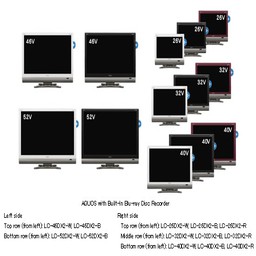 46V 46V
26V 26V 26V
32V 32V 32V
52V 52V
40V 40V 40V
AQUOS with Built-in Blu-ray Disc Recorder
Left side
Top row (from left): LC-46DX2-W, LC-46DX2-B
Bottom row (from left): LC-52DX2-W, LC-52DX2-B
Right side
Top row (from left): LC-26DX2-W, LC-26DX2-B, LC-26DX2-R
Middle row (from left): LC-32DX2-W, LC-32DX2-B, LC-32DX2-R
Bottom row (from left): LC-40DX2-W, LC-40DX2-B, LC-40DX2-R